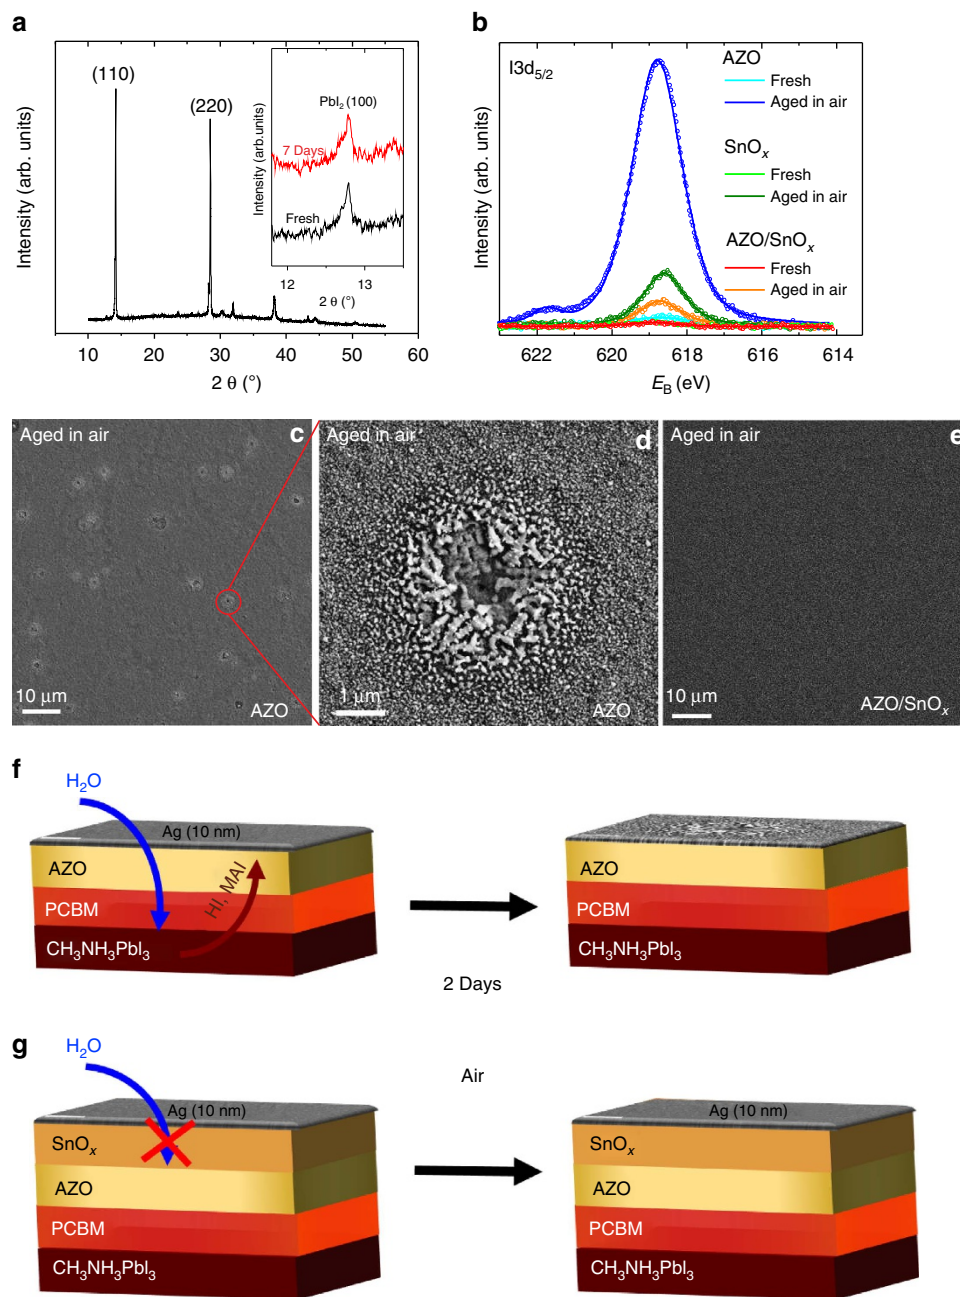 a
(110)
(220)
Intensity (arb. units)
10 20 30 40 50 60
2 θ (°)
PbI₂ (100)
7 Days
Fresh
Intensity (arb.units)
12 13
2 θ (°)
b
I3d₅/₂
AZO
Fresh
Aged in air
SnOₓ
Fresh
Aged in air
AZO/SnOₓ
Fresh
Aged in air
Intensity (arb. units)
622 620 618 616 614
E_B (eV)
Aged in air
c
10 μm
AZO
Aged in air
d
1 μm
AZO
Aged in air
e
10 μm
AZO/SnOₓ
f
H₂O
Ag (10 nm)
AZO
PCBM
CH₃NH₃PbI₃
HI, MAI
2 Days
g
H₂O
Air
Ag (10 nm)
SnOₓ
AZO
PCBM
CH₃NH₃PbI₃
Ag (10 nm)
SnOₓ
AZO
PCBM
CH₃NH₃PbI₃